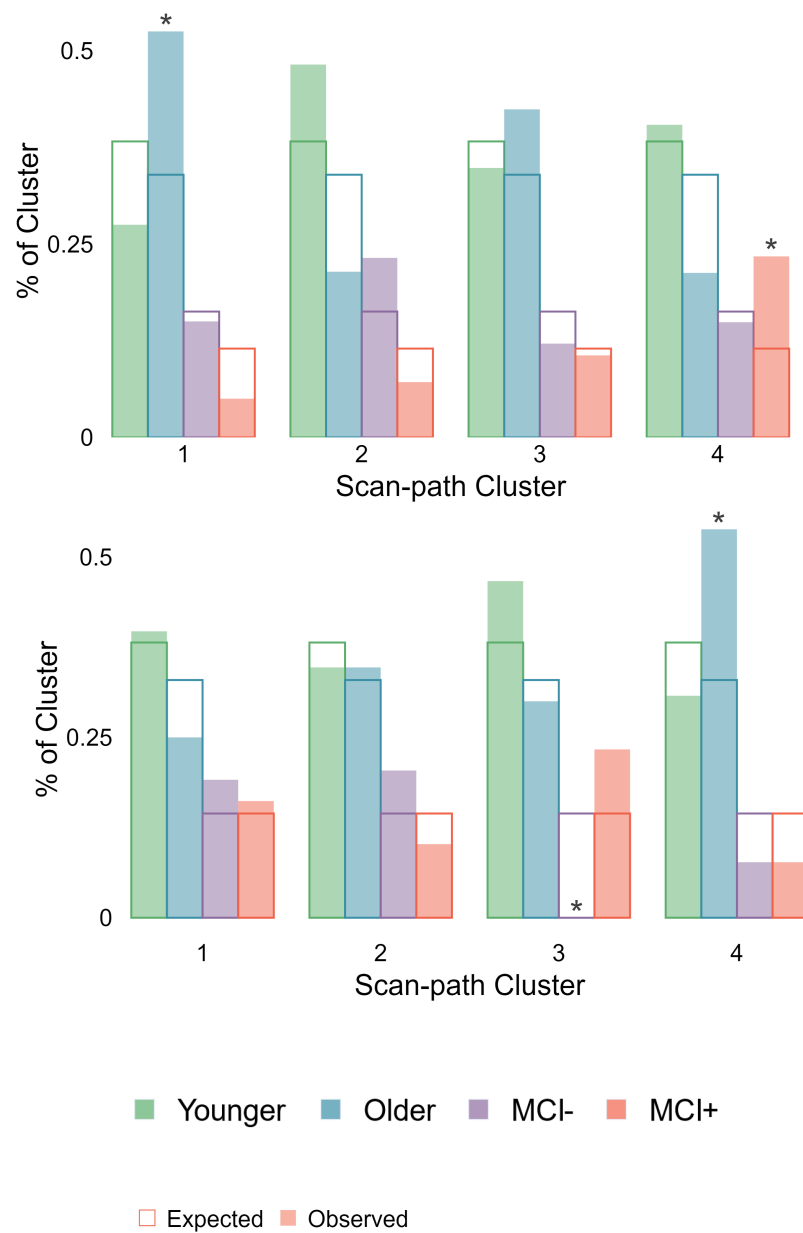 *
0.5
% of Cluster
0.25
*
0
1 2 3 4
Scan-path Cluster
*
0.5
% of Cluster
0.25
*
0
1 2 3 4
Scan-path Cluster
Younger Older MCI- MCI+
Expected Observed